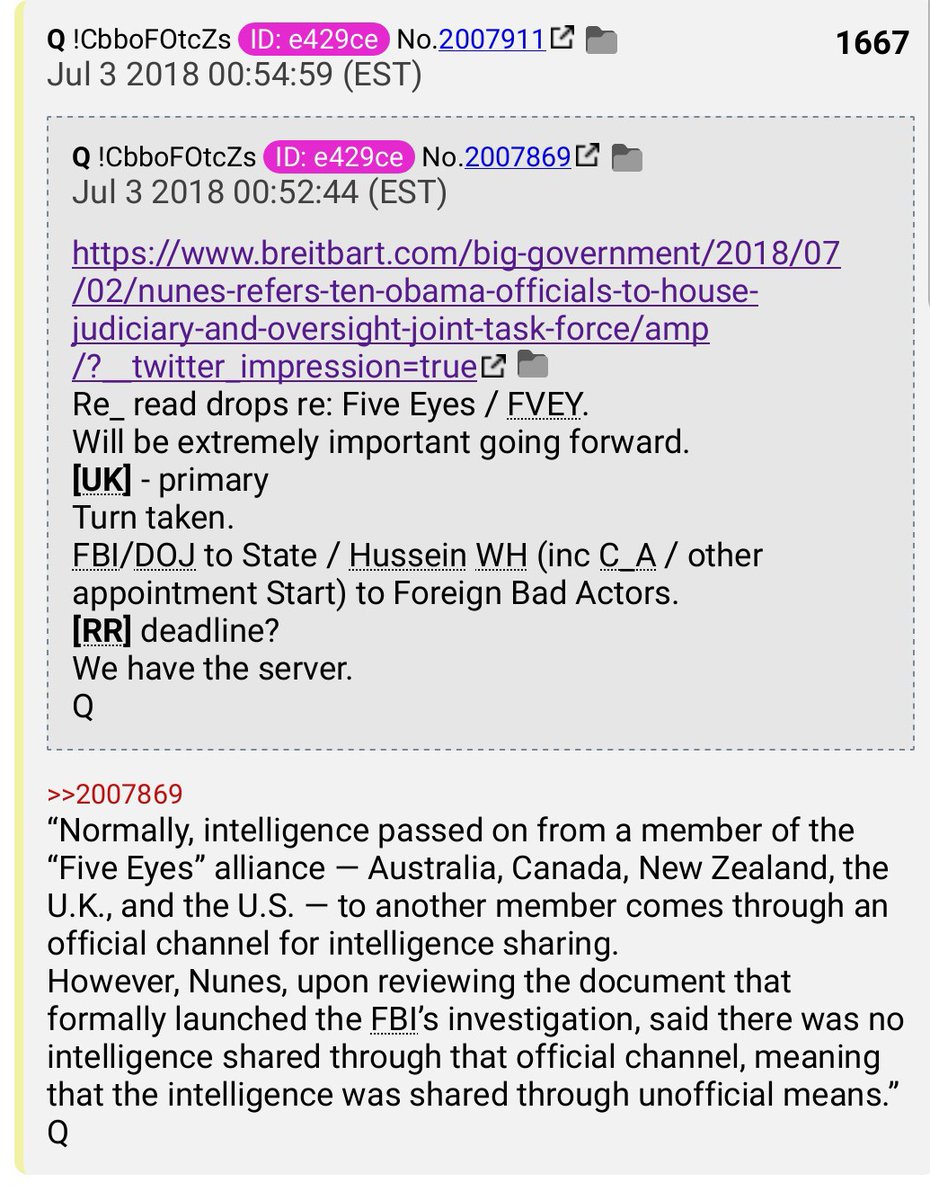 Q !CbboFOtcZs ID: e429ce No.2007911 1667
Jul 3 2018 00:54:59 (EST)
Q !CbboFOtcZs ID: e429ce No.2007869
Jul 3 2018 00:52:44 (EST)
https://www.breitbart.com/big-government/2018/07
/02/nunes-refers-ten-obama-officials-to-house-
judiciary-and-oversight-joint-task-force/amp
/?__twitter_impression=true
Re_ read drops re: Five Eyes / FVEY.
Will be extremely important going forward.
[UK] - primary
Turn taken.
FBI/DOJ to State / Hussein WH (inc C_A / other
appointment Start) to Foreign Bad Actors.
[RR] deadline?
We have the server.
Q
>>2007869
“Normally, intelligence passed on from a member of the
“Five Eyes” alliance — Australia, Canada, New Zealand, the
U.K., and the U.S. — to another member comes through an
official channel for intelligence sharing.
However, Nunes, upon reviewing the document that
formally launched the FBI’s investigation, said there was no
intelligence shared through that official channel, meaning
that the intelligence was shared through unofficial means.”
Q